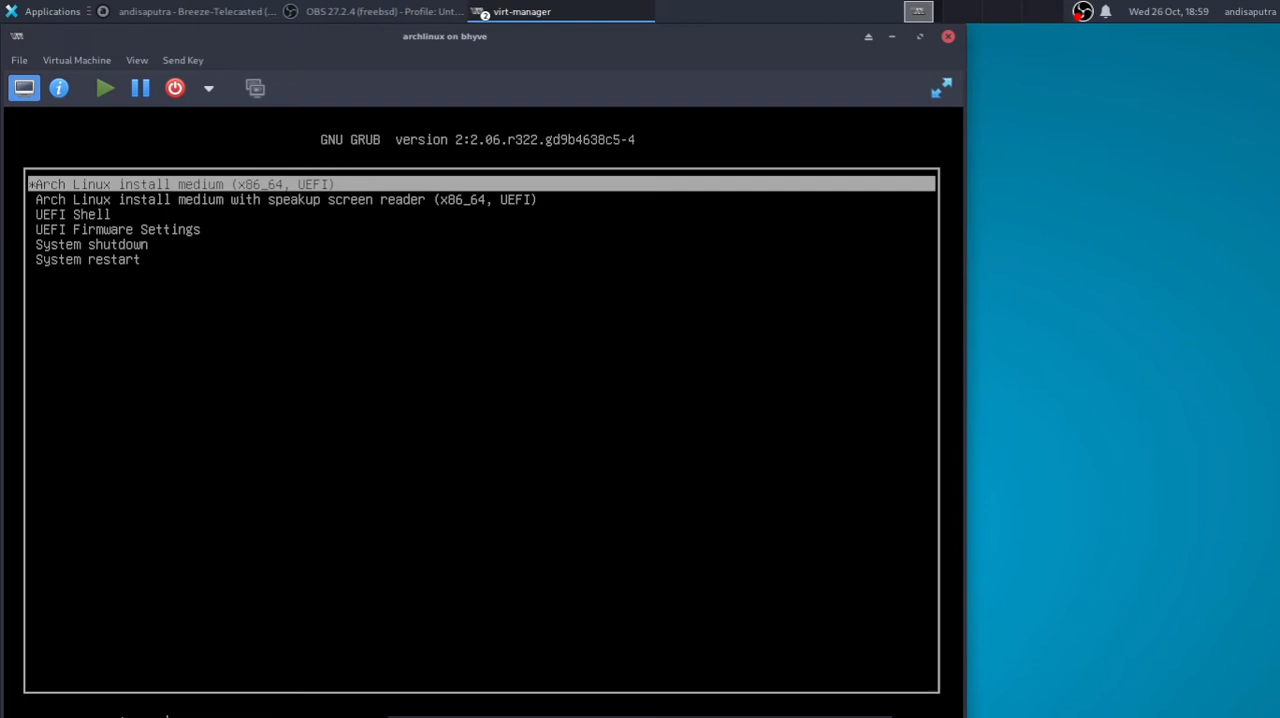 Applications
andisaputra - Breeze-Telecasted (...
OBS 27.2.4 (freebsd) - Profile: Unt...
2
virt-manager
Wed 26 Oct, 18:59
andisaputra
archlinux on bhyve
File Virtual Machine View Send Key
GNU GRUB version 2:2.06.r322.gd9b4638c5-4
*Arch Linux install medium (x86_64, UEFI)
Arch Linux install medium with speakup screen reader (x86_64, UEFI)
UEFI Shell
UEFI Firmware Settings
System shutdown
System restart